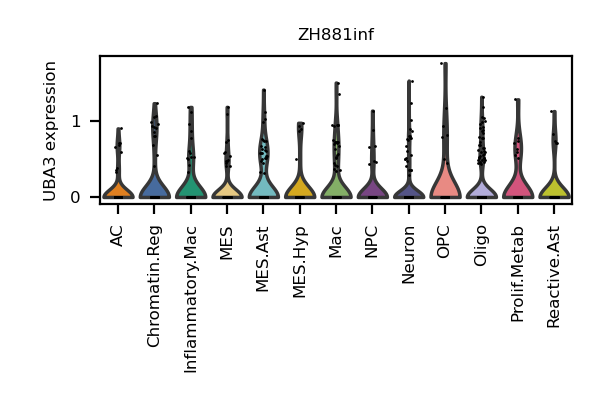 ZH881inf
UBA3 expression
1
0
AC
Chromatin.Reg
Inflammatory.Mac
MES
MES.Ast
MES.Hyp
Mac
NPC
Neuron
OPC
Oligo
Prolif.Metab
Reactive.Ast